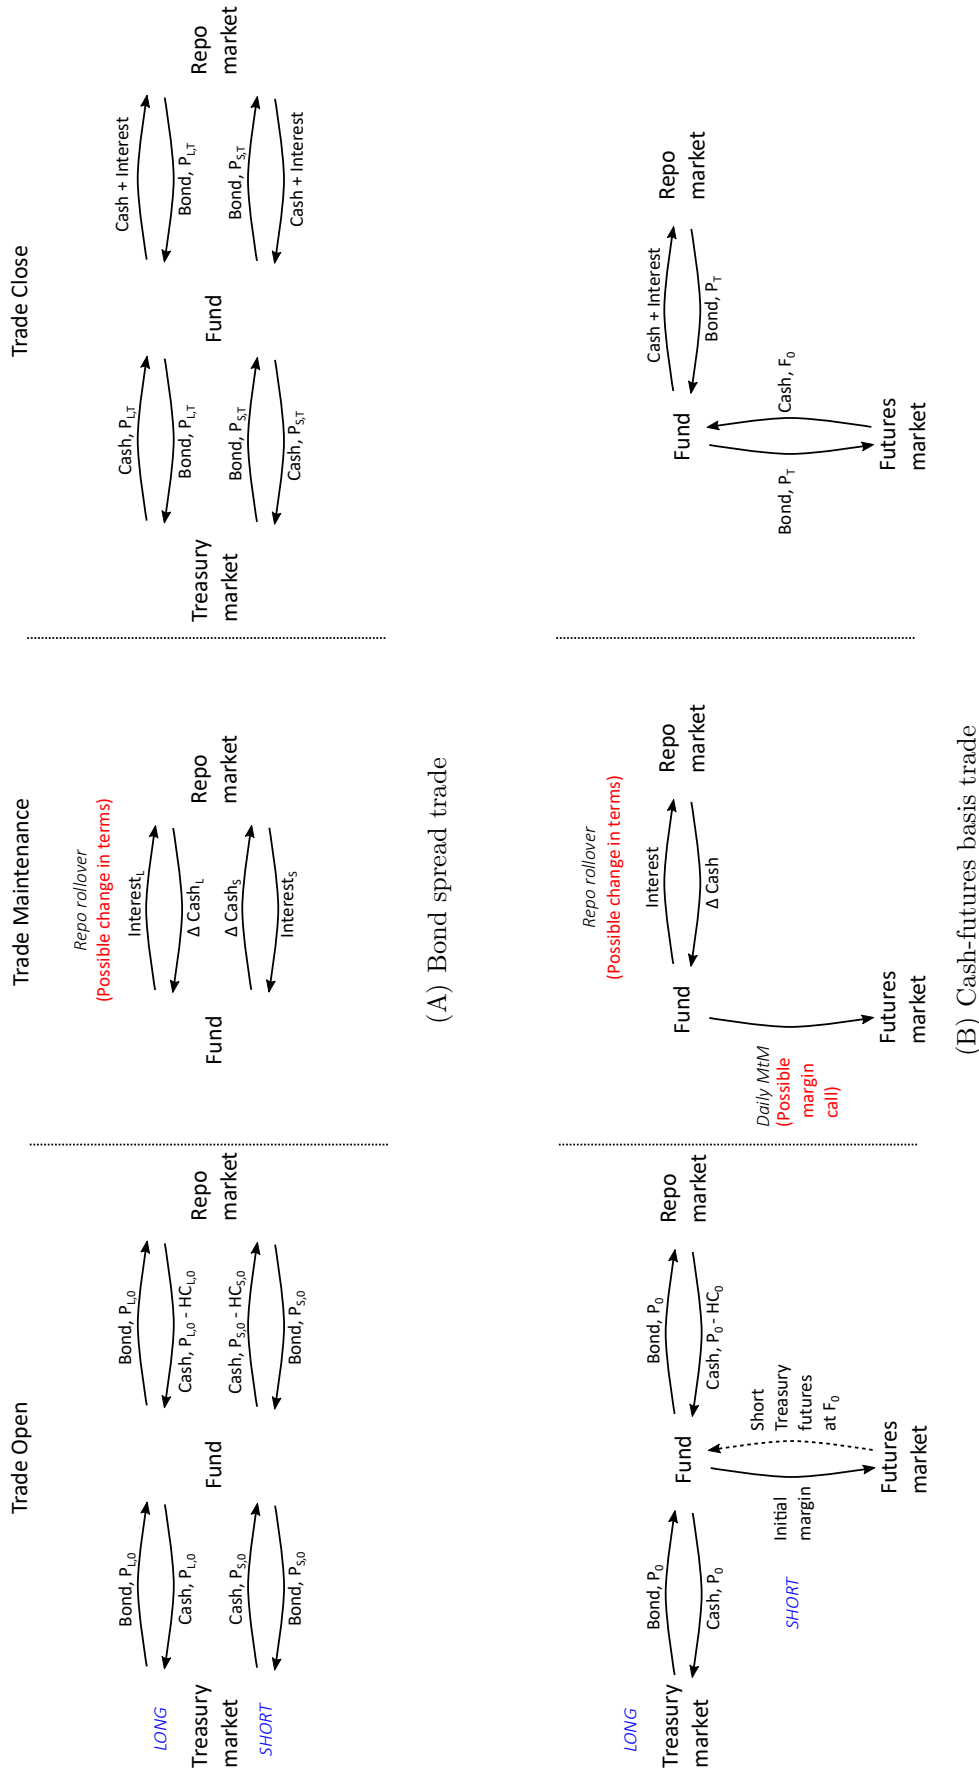 Trade Open
Trade Maintenance
Trade Close
LONG
Treasury
market
SHORT
Bond, P_L,0
Cash, P_L,0
Cash, P_S,0
Bond, P_S,0
Fund
Bond, P_L,0
Cash, P_L,0 - HC_L,0
Cash, P_S,0 - HC_S,0
Bond, P_S,0
Repo
market
Repo rollover
(Possible change in terms)
Fund
Interest_L
Δ Cash_L
Δ Cash_S
Interest_S
Repo
market
Treasury
market
Cash, P_L,T
Bond, P_L,T
Bond, P_S,T
Cash, P_S,T
Fund
Cash + Interest
Bond, P_L,T
Bond, P_S,T
Cash + Interest
Repo
market
(A) Bond spread trade
LONG
Treasury
market
Bond, P_0
Cash, P_0
Fund
Bond, P_0
Cash, P_0 - HC_0
Repo
market
SHORT
Initial
margin
Short
Treasury
futures
at F_0
Futures
market
Repo rollover
(Possible change in terms)
Fund
Interest
Δ Cash
Repo
market
Daily MtM
(Possible
margin
call)
Futures
market
Fund
Cash + Interest
Bond, P_T
Repo
market
Bond, P_T
Cash, F_0
Futures
market
(B) Cash-futures basis trade